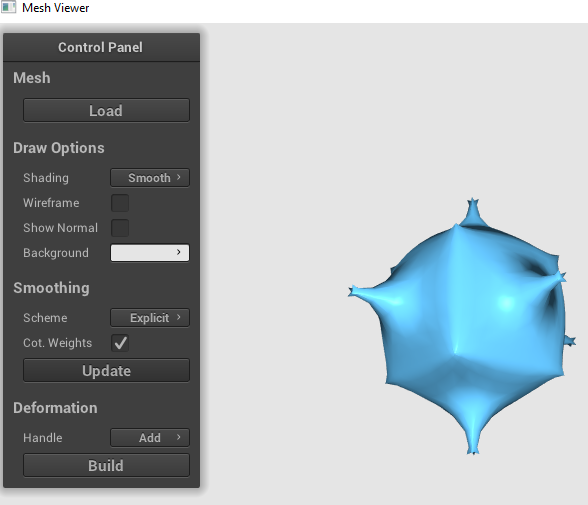 Mesh Viewer
Control Panel
Mesh
Load
Draw Options
Shading Smooth
Wireframe
Show Normal
Background
Smoothing
Scheme Explicit
Cot. Weights
Update
Deformation
Handle Add
Build